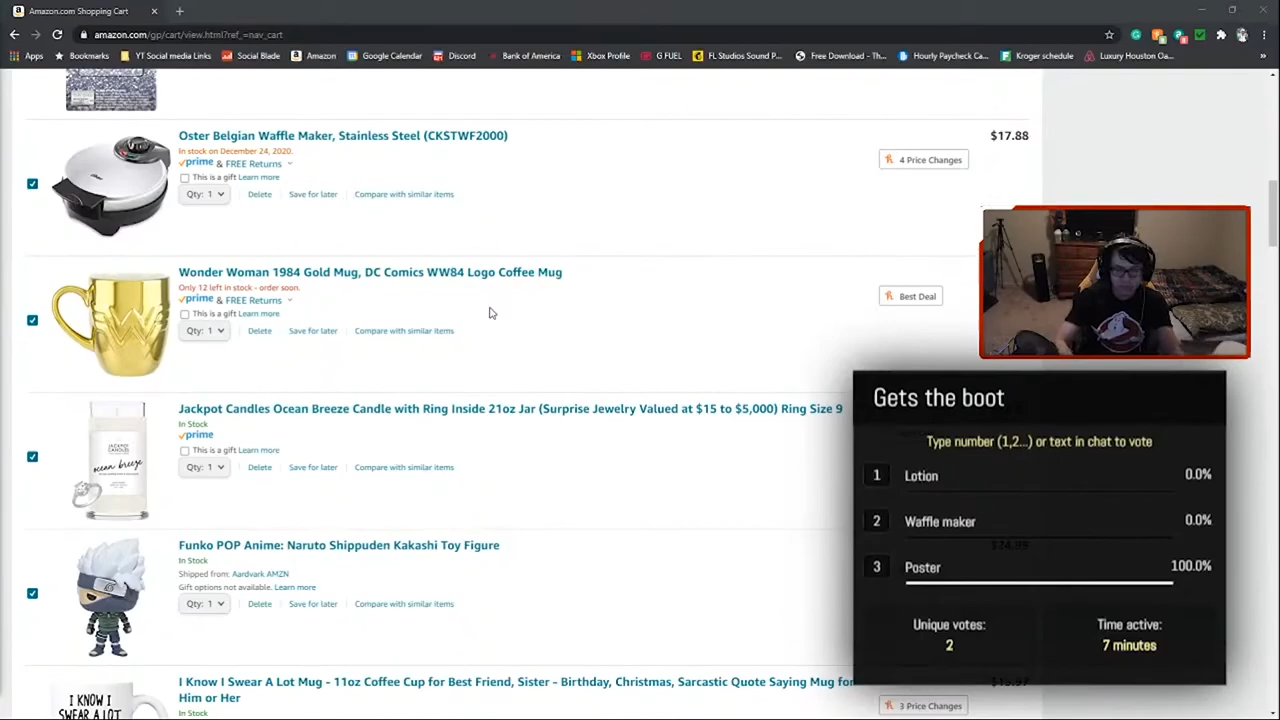 Amazon.com Shopping Cart
amazon.com/gp/cart/view.html?ref_=nav_cart
Apps
Bookmarks
YT Social media Links
Social Blade
Amazon
Google Calendar
Discord
Bank of America
Xbox Profile
G FUEL
FL Studios Sound P...
Free Download - Th...
Hourly Paycheck Ca...
Kroger schedule
Luxury Houston Oa...
»
Oster Belgian Waffle Maker, Stainless Steel (CKSTWF2000)
$17.88
In stock on December 24, 2020.
prime & FREE Returns
4 Price Changes
This is a gift Learn more
Qty: 1
Delete
Save for later
Compare with similar items
Wonder Woman 1984 Gold Mug, DC Comics WW84 Logo Coffee Mug
Only 12 left in stock - order soon.
prime & FREE Returns
Best Deal
This is a gift Learn more
Qty: 1
Delete
Save for later
Compare with similar items
Jackpot Candles Ocean Breeze Candle with Ring Inside 21oz Jar (Surprise Jewelry Valued at $15 to $5,000) Ring Size 9
In Stock
prime
This is a gift Learn more
Qty: 1
Delete
Save for later
Compare with similar items
JACKPOT
CANDLES
ocean breeze
Funko POP Anime: Naruto Shippuden Kakashi Toy Figure
In Stock
Shipped from: Aardvark AMZN
Gift options not available. Learn more
Qty: 1
Delete
Save for later
Compare with similar items
I Know I Swear A Lot Mug - 11oz Coffee Cup for Best Friend, Sister - Birthday, Christmas, Sarcastic Quote Saying Mug for
Him or Her
In Stock
3 Price Changes
I KNOW I
SWEAR A LOT
Gets the boot
Type number (1,2...) or text in chat to vote
1 Lotion 0.0%
2 Waffle maker 0.0%
3 Poster 100.0%
Unique votes:
2
Time active:
7 minutes